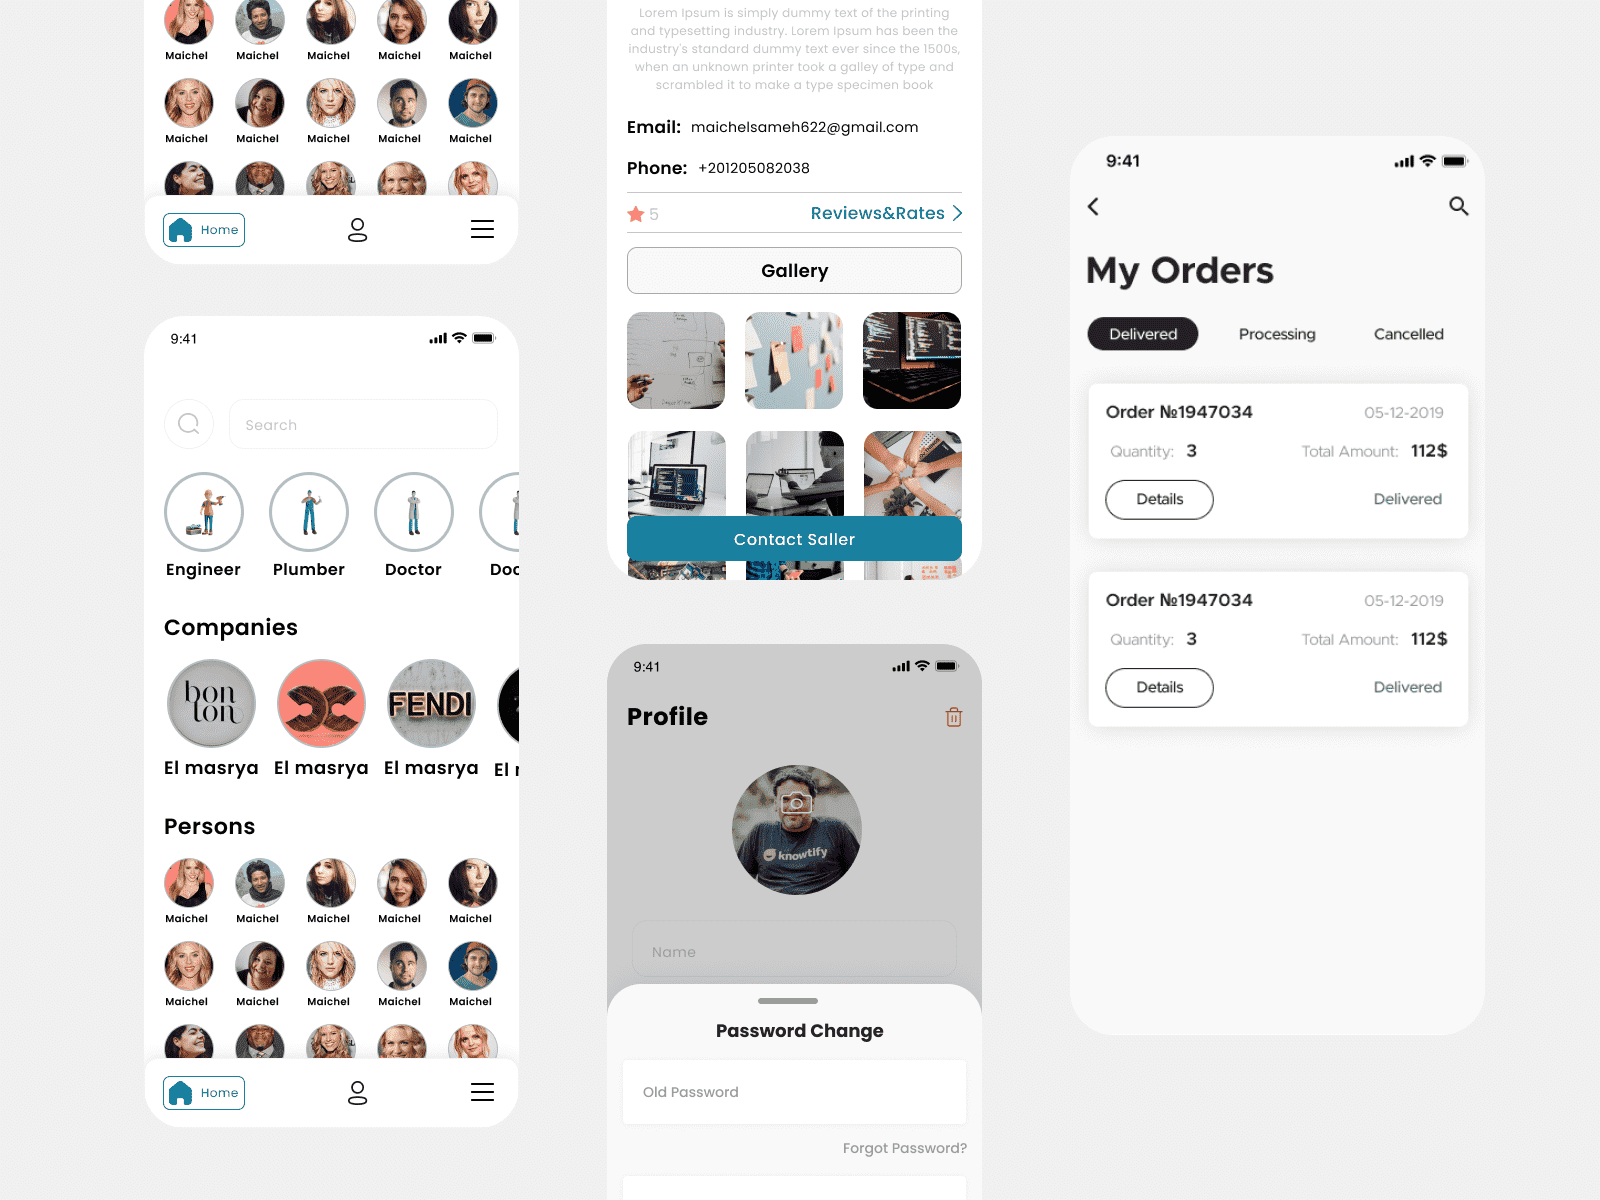 Maichel Maichel Maichel Maichel Maichel
Maichel Maichel Maichel Maichel Maichel
Home
9:41
Search
Engineer Plumber Doctor Doc
Companies
bon
ton
FENDI
El masrya El masrya El masrya El
Persons
Maichel Maichel Maichel Maichel Maichel
Maichel Maichel Maichel Maichel Maichel
Home
Lorem Ipsum is simply dummy text of the printing
and typesetting industry. Lorem Ipsum has been the
industry's standard dummy text ever since the 1500s,
when an unknown printer took a galley of type and
scrambled it to make a type specimen book
Email: maichelsameh622@gmail.com
Phone: +201205082038
5 Reviews&Rates
Gallery
Contact Saller
9:41
Profile
knowtify
Name
Password Change
Old Password
Forgot Password?
9:41
My Orders
Delivered Processing Cancelled
Order №1947034 05-12-2019
Quantity: 3 Total Amount: 112$
Details Delivered
Order №1947034 05-12-2019
Quantity: 3 Total Amount: 112$
Details Delivered